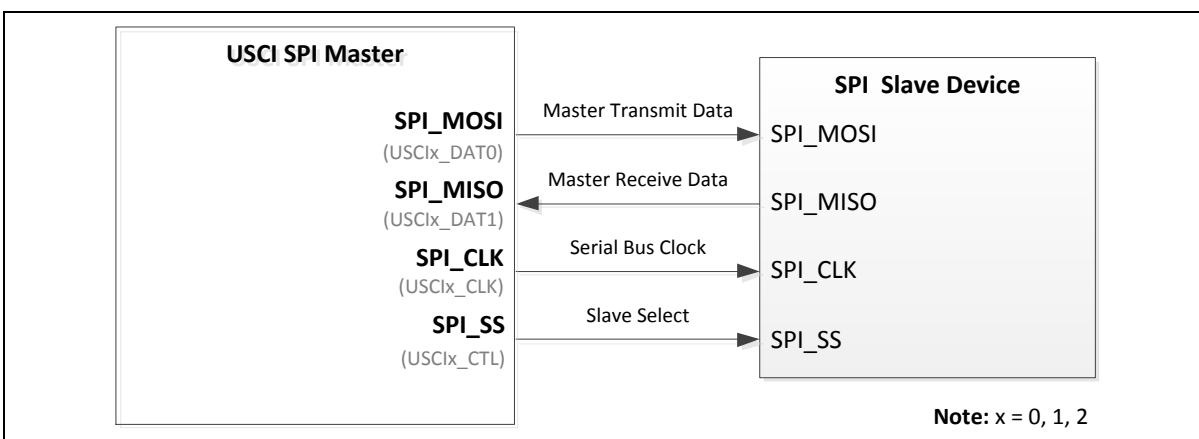 USCI SPI Master
SPI_MOSI
(USCIx_DAT0)
SPI_MISO
(USCIx_DAT1)
SPI_CLK
(USCIx_CLK)
SPI_SS
(USCIx_CTL)
Master Transmit Data
Master Receive Data
Serial Bus Clock
Slave Select
SPI Slave Device
SPI_MOSI
SPI_MISO
SPI_CLK
SPI_SS
Note: x = 0, 1, 2